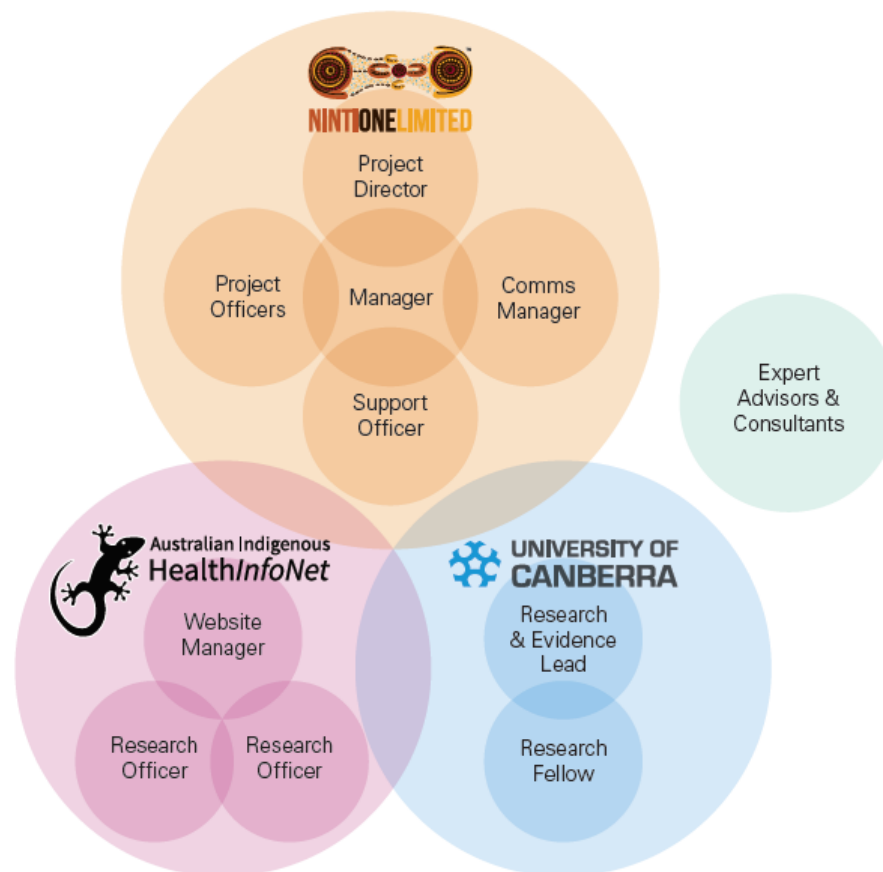 NINTIONELIMITED
Project
Director
Project
Officers
Manager
Comms
Manager
Support
Officer
Expert
Advisors &
Consultants
Australian Indigenous
HealthInfoNet
Website
Manager
Research
Officer
Research
Officer
UNIVERSITY OF
CANBERRA
Research
& Evidence
Lead
Research
Fellow